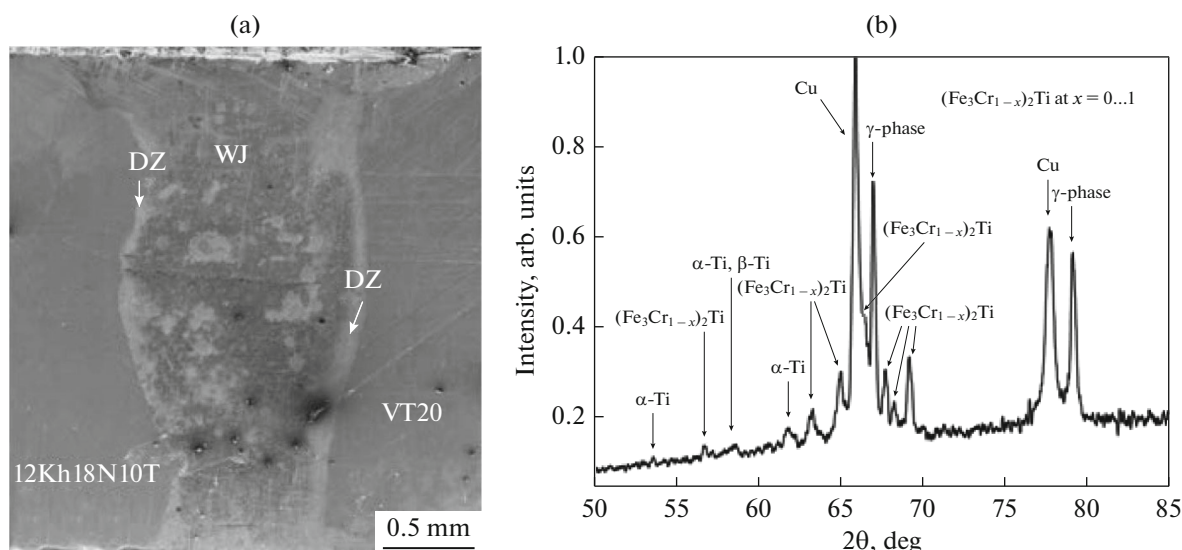 (a)
DZ
WJ
DZ
VT20
12Kh18N10T
0.5 mm
(b)
1.0
0.8
0.6
0.4
0.2
Intensity, arb. units
50
55
60
65
70
75
80
85
2θ, deg
(Fe₃Cr₁₋ₓ)₂Ti at x = 0...1
Cu
γ-phase
Cu
γ-phase
(Fe₃Cr₁₋ₓ)₂Ti
α-Ti, β-Ti
(Fe₃Cr₁₋ₓ)₂Ti
(Fe₃Cr₁₋ₓ)₂Ti
(Fe₃Cr₁₋ₓ)₂Ti
α-Ti
α-Ti